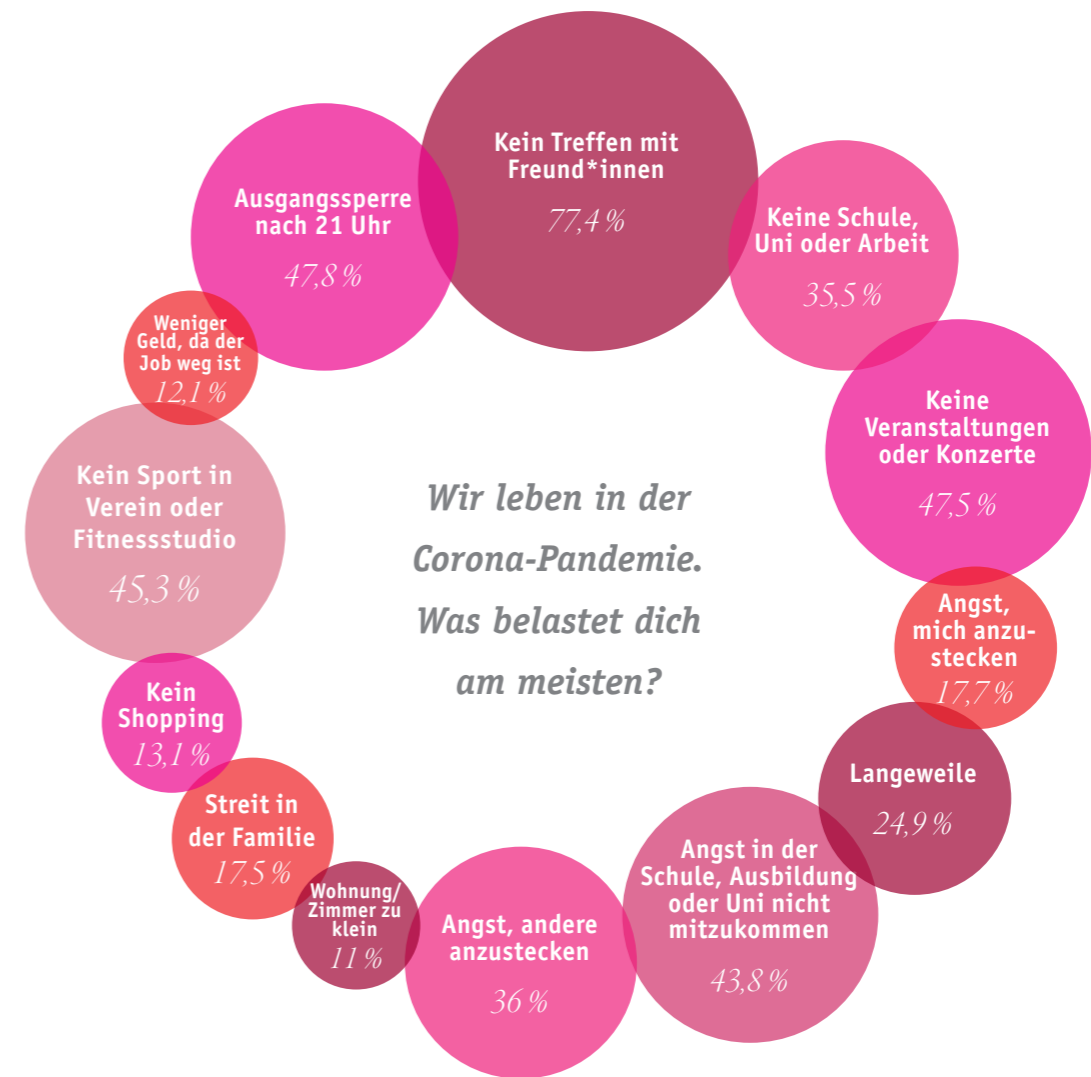 Kein Treffen mit
Freund*innen
77,4 %
Keine Schule,
Uni oder Arbeit
35,5 %
Keine
Veranstaltungen
oder Konzerte
47,5 %
Angst,
mich anzu-
stecken
17,7 %
Langeweile
24,9 %
Angst in der
Schule, Ausbildung
oder Uni nicht
mitzukommen
43,8 %
Angst, andere
anzustecken
36 %
Wohnung/
Zimmer zu
klein
11 %
Streit in
der Familie
17,5 %
Kein
Shopping
13,1 %
Kein Sport in
Verein oder
Fitnessstudio
45,3 %
Weniger
Geld, da der
Job weg ist
12,1 %
Ausgangssperre
nach 21 Uhr
47,8 %
Wir leben in der
Corona-Pandemie.
Was belastet dich
am meisten?